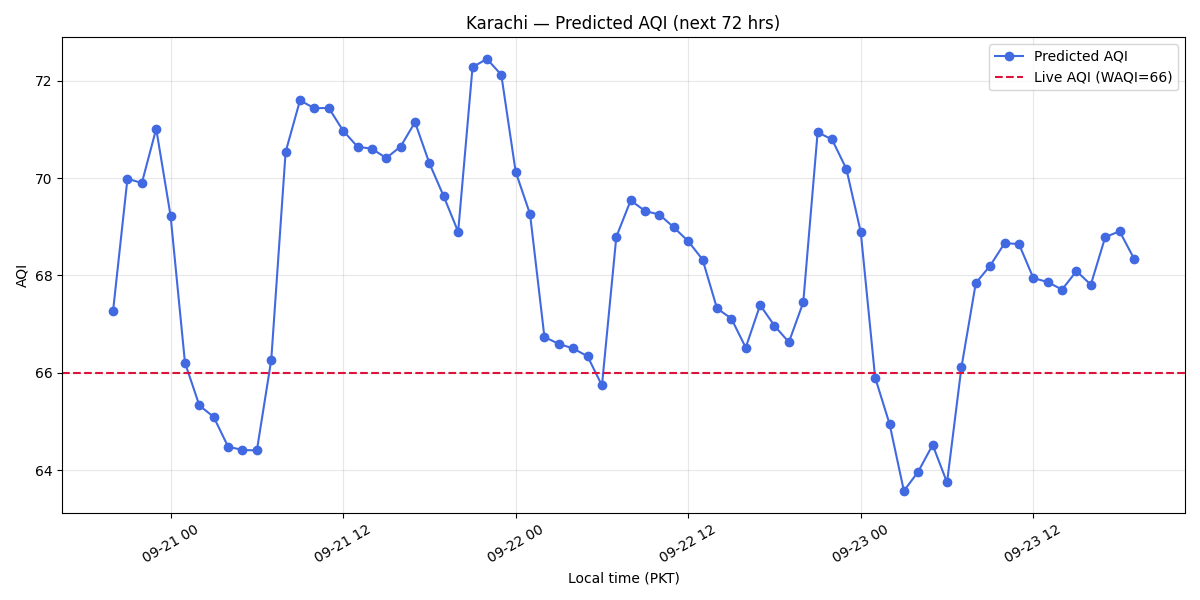 Karachi — Predicted AQI (next 72 hrs)
Predicted AQI
Live AQI (WAQI=66)
AQI
72
70
68
66
64
09-21 00
09-21 12
09-22 00
09-22 12
09-23 00
09-23 12
Local time (PKT)